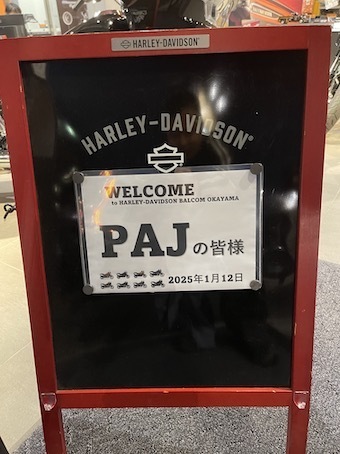 HARLEY-DAVIDSON
HARLEY-DAVIDSON®
WELCOME
to HARLEY-DAVIDSON BALCOM OKAYAMA
PAJの皆様
2025年1月12日